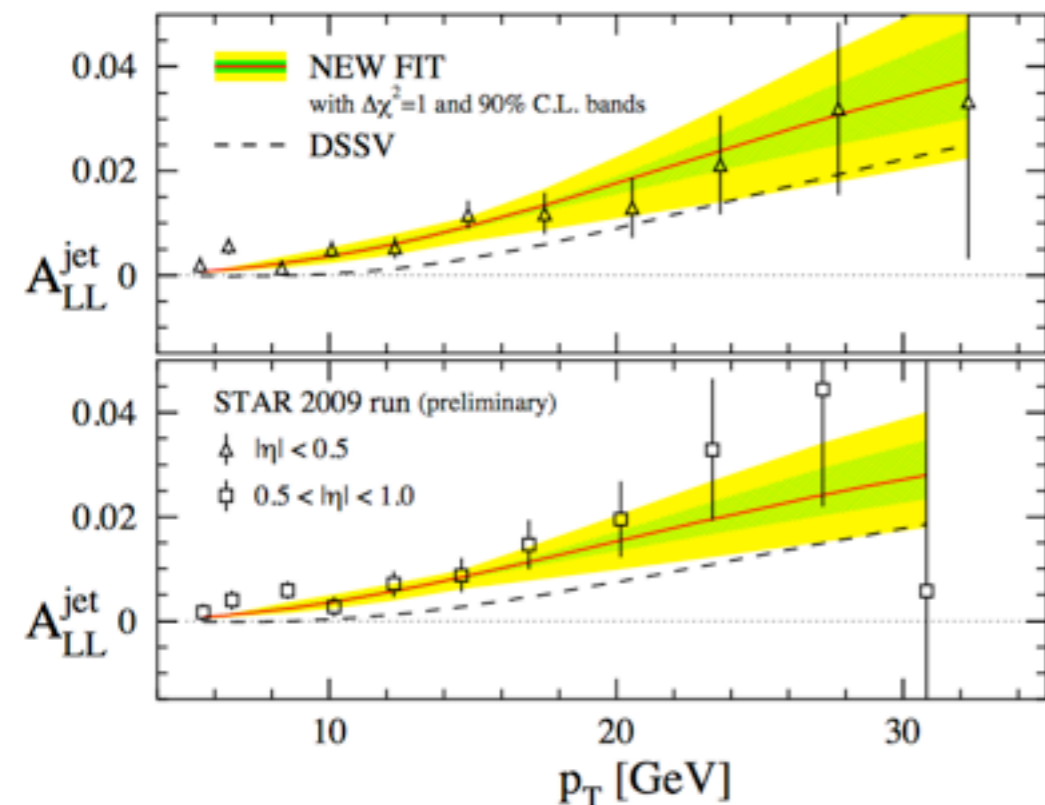 0.04
0.02
0
A_LL^jet
NEW FIT
with Δχ²=1 and 90% C.L. bands
DSSV
0.04
0.02
0
A_LL^jet
STAR 2009 run (preliminary)
|η| < 0.5
0.5 < |η| < 1.0
10 20 30
p_T [GeV]